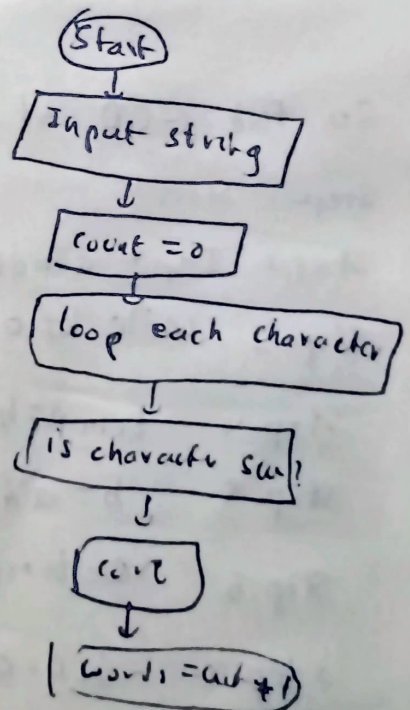 Start
Input string
count = 0
loop each character
is character
words =